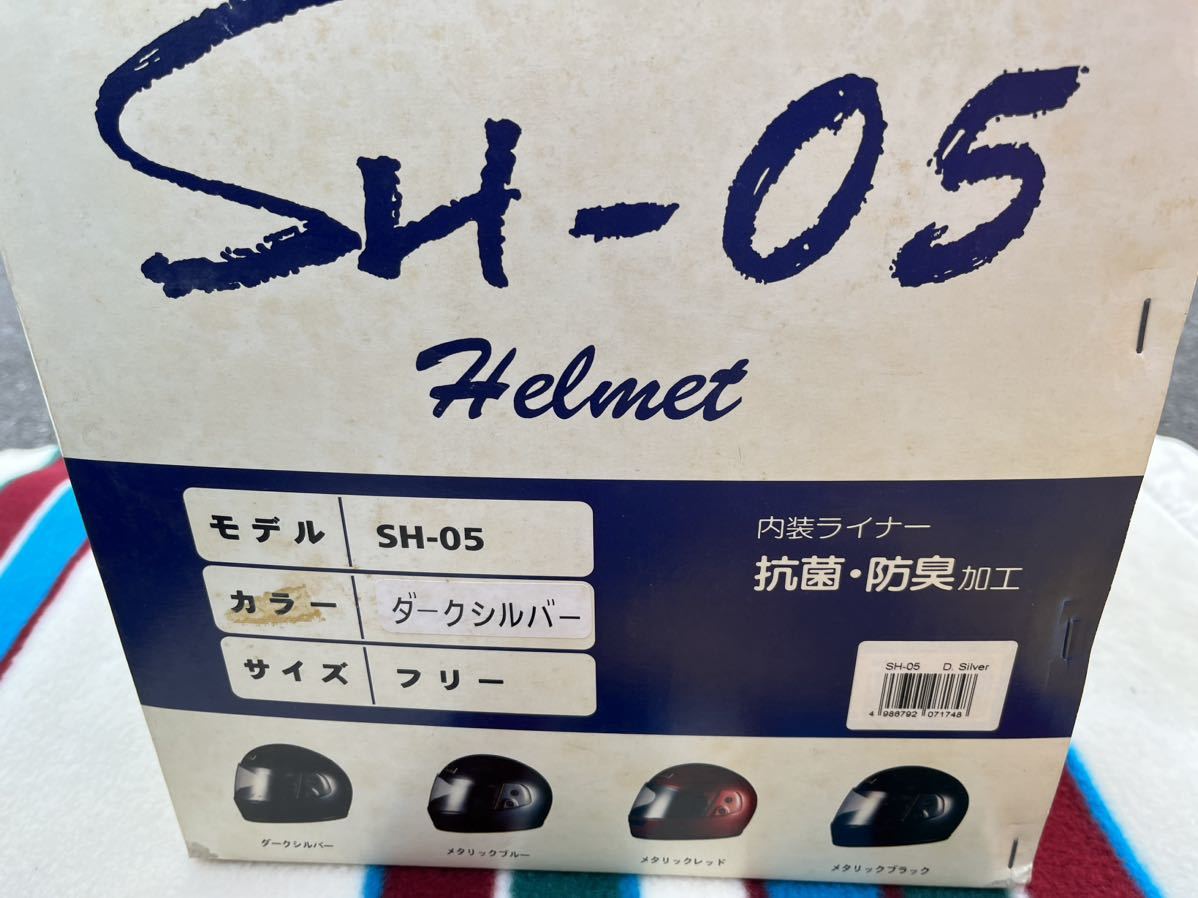 SH-05
Helmet
モデル SH-05
カラー ダークシルバー
サイズ フリー
内装ライナー
抗菌・防臭加工
SH-05 D. Silver
4 988792 071748
ダークシルバー
メタリックブルー
メタリックレッド
メタリックブラック